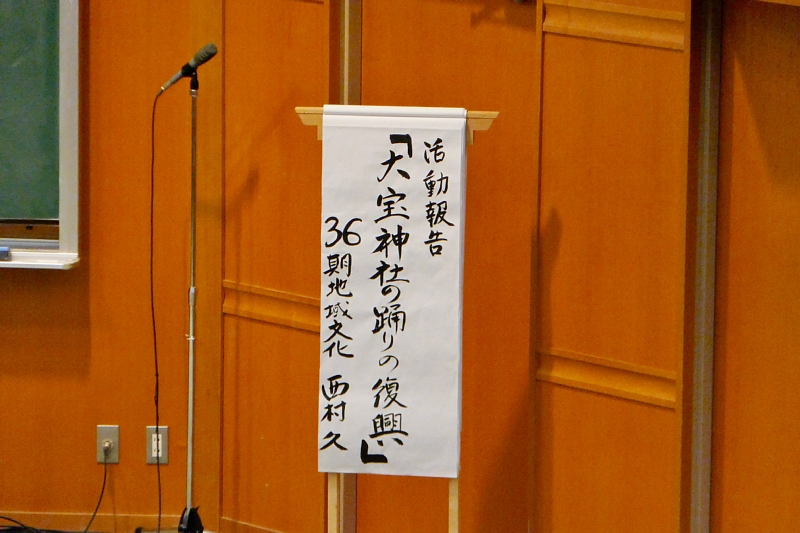 活動報告
「大宝神社の踊りの復興」
36期地域文化 西村久